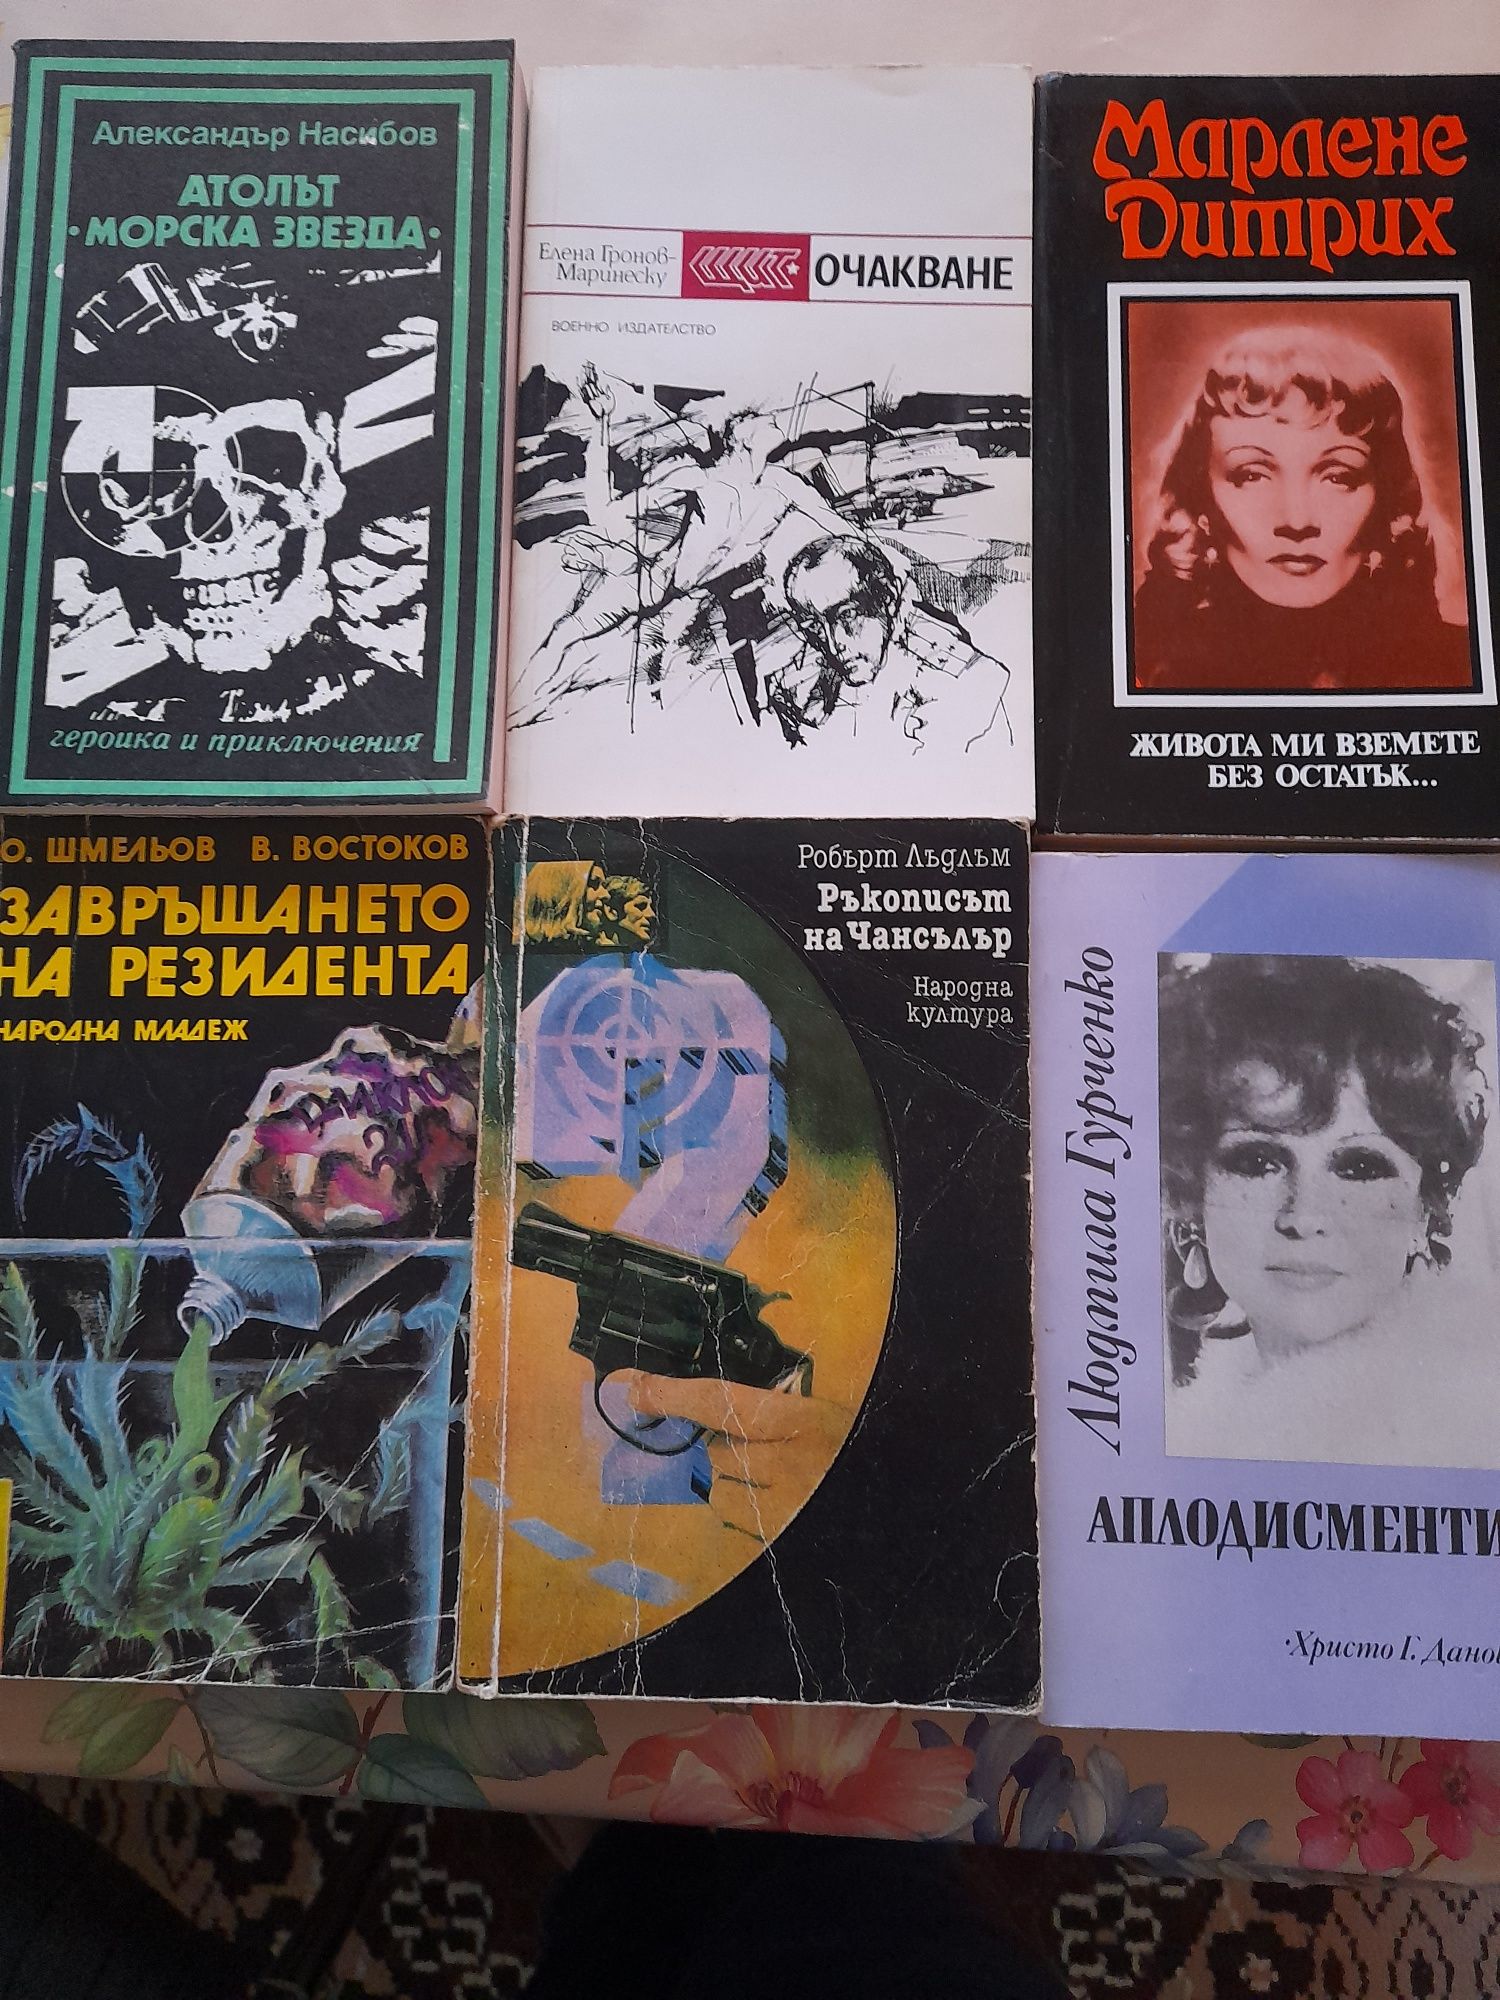 Александър Насибов
АТОЛЪТ
•МОРСКА ЗВЕЗДА•
героика и приключения
Елена Гронов-
Маринеску
ЩИТ
ОЧАКВАНЕ
ВОЕННО ИЗДАТЕЛСТВО
Марлене
Дитрих
ЖИВОТА МИ ВЗЕМЕТЕ
БЕЗ ОСТАТЪК...
О. ШМЕЛЬОВ В. ВОСТОКОВ
ЗАВРЪЩАНЕТО
НА РЕЗИДЕНТА
НАРОДНА МЛАДЕЖ
Робърт Лъдлъм
Ръкописът
на Чансълър
Народна
култура
Людмила Гурченко
АПЛОДИСМЕНТИ
•Христо Г. Данов